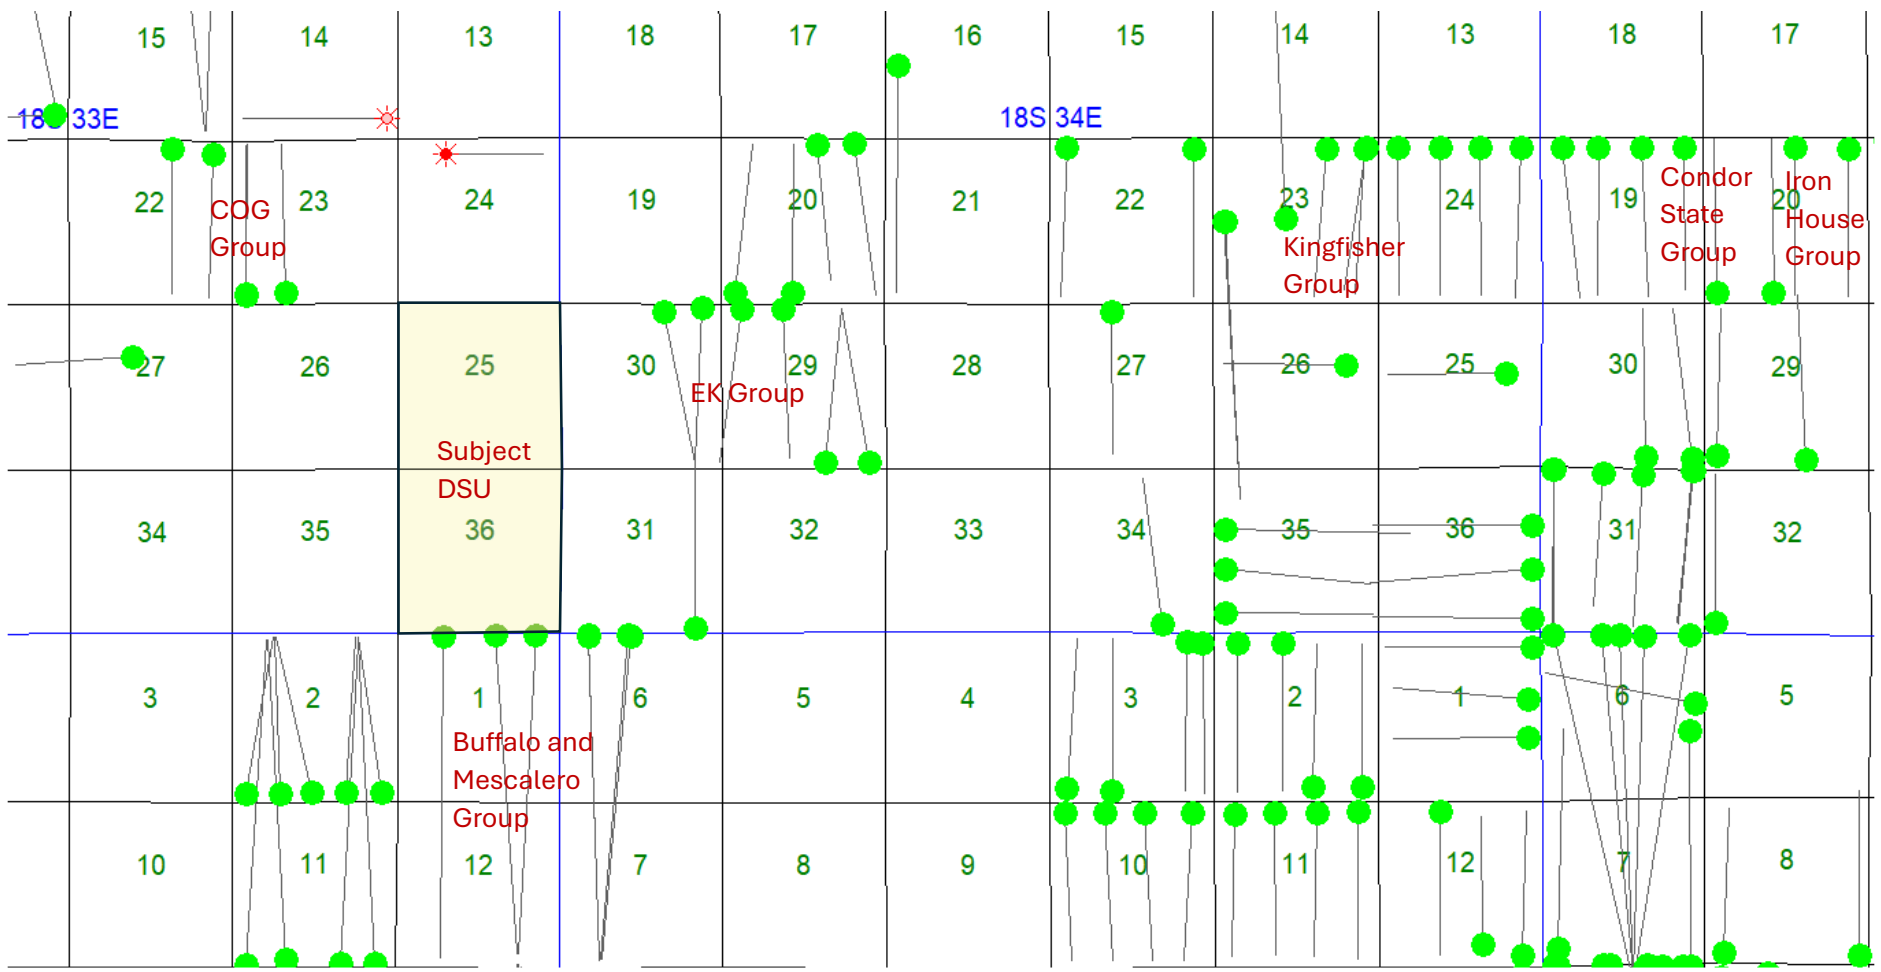 15 14 13 18 17 16 15 14 13 18 17
18S 33E 18S 34E
22 23 24 19 20 21 22 23 24 19 20
COG
Group
Kingfisher
Group
Condor
State
Group
Iron
House
Group
27 26 25 30 29 28 27 26 25 30 29
EK Group
Subject
DSU
34 35 36 31 32 33 34 35 36 31 32
3 2 1 6 5 4 3 2 1 6 5
Buffalo and
Mescalero
Group
10 11 12 7 8 9 10 11 12 7 8